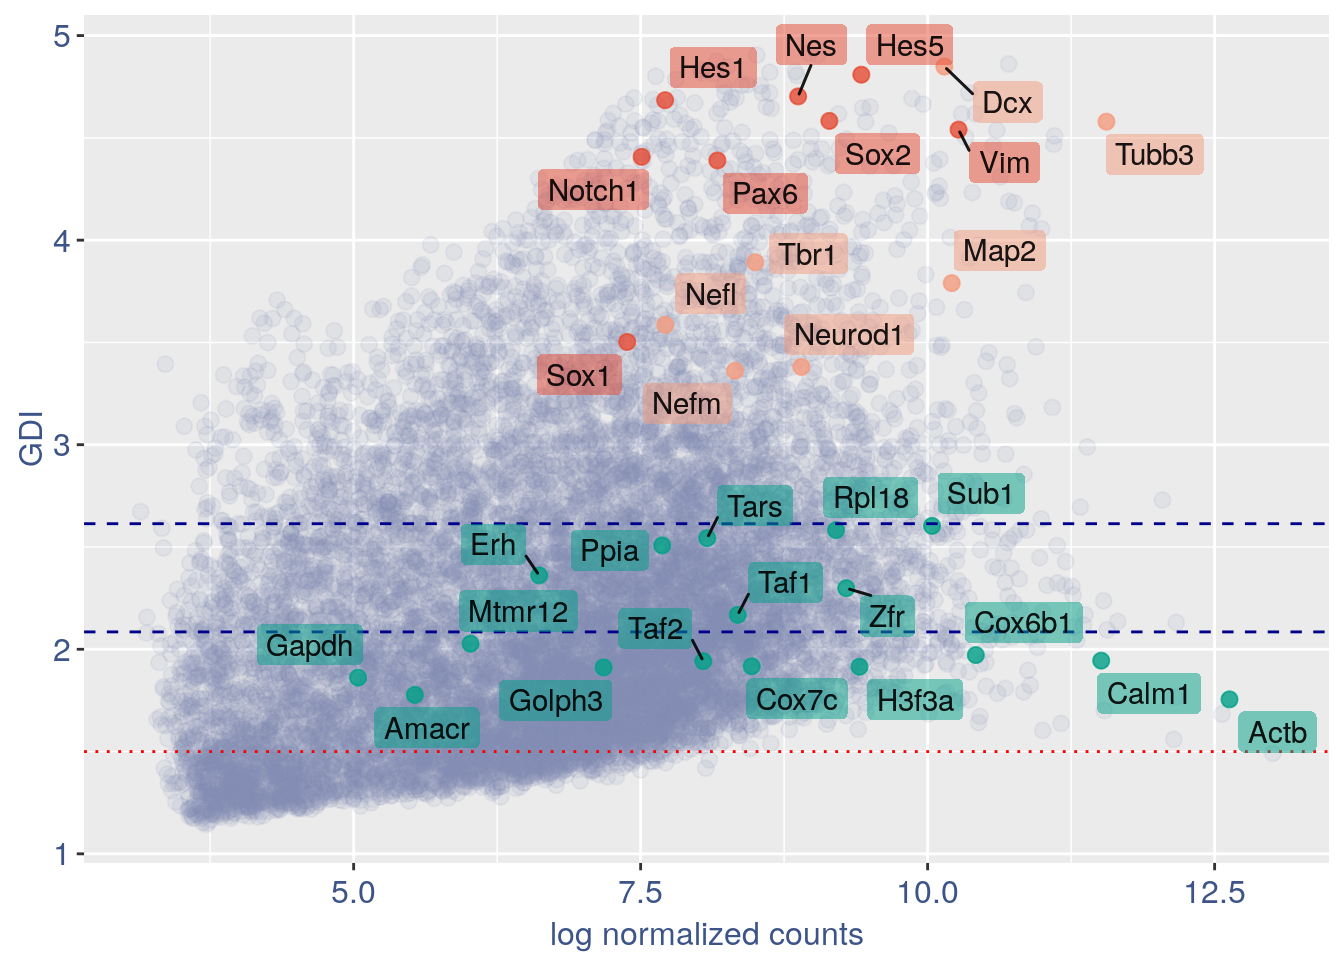 5
4
3
2
1
GDI
Nes
Hes5
Hes1
Dcx
Tubb3
Sox2
Vim
Notch1
Pax6
Tbr1
Map2
Nefl
Neurod1
Sox1
Nefm
Rpl18
Sub1
Tars
Erh
Ppia
Taf1
Mtmr12
Zfr
Cox6b1
Taf2
Gapdh
Golph3
Cox7c
H3f3a
Calm1
Amacr
Actb
5.0
7.5
10.0
12.5
log normalized counts